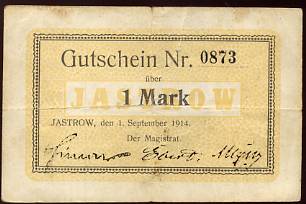 Gutschein Nr. 0873
über
JASTROW
1 Mark
JASTROW, den 1. September 1914.
Der Magistrat.